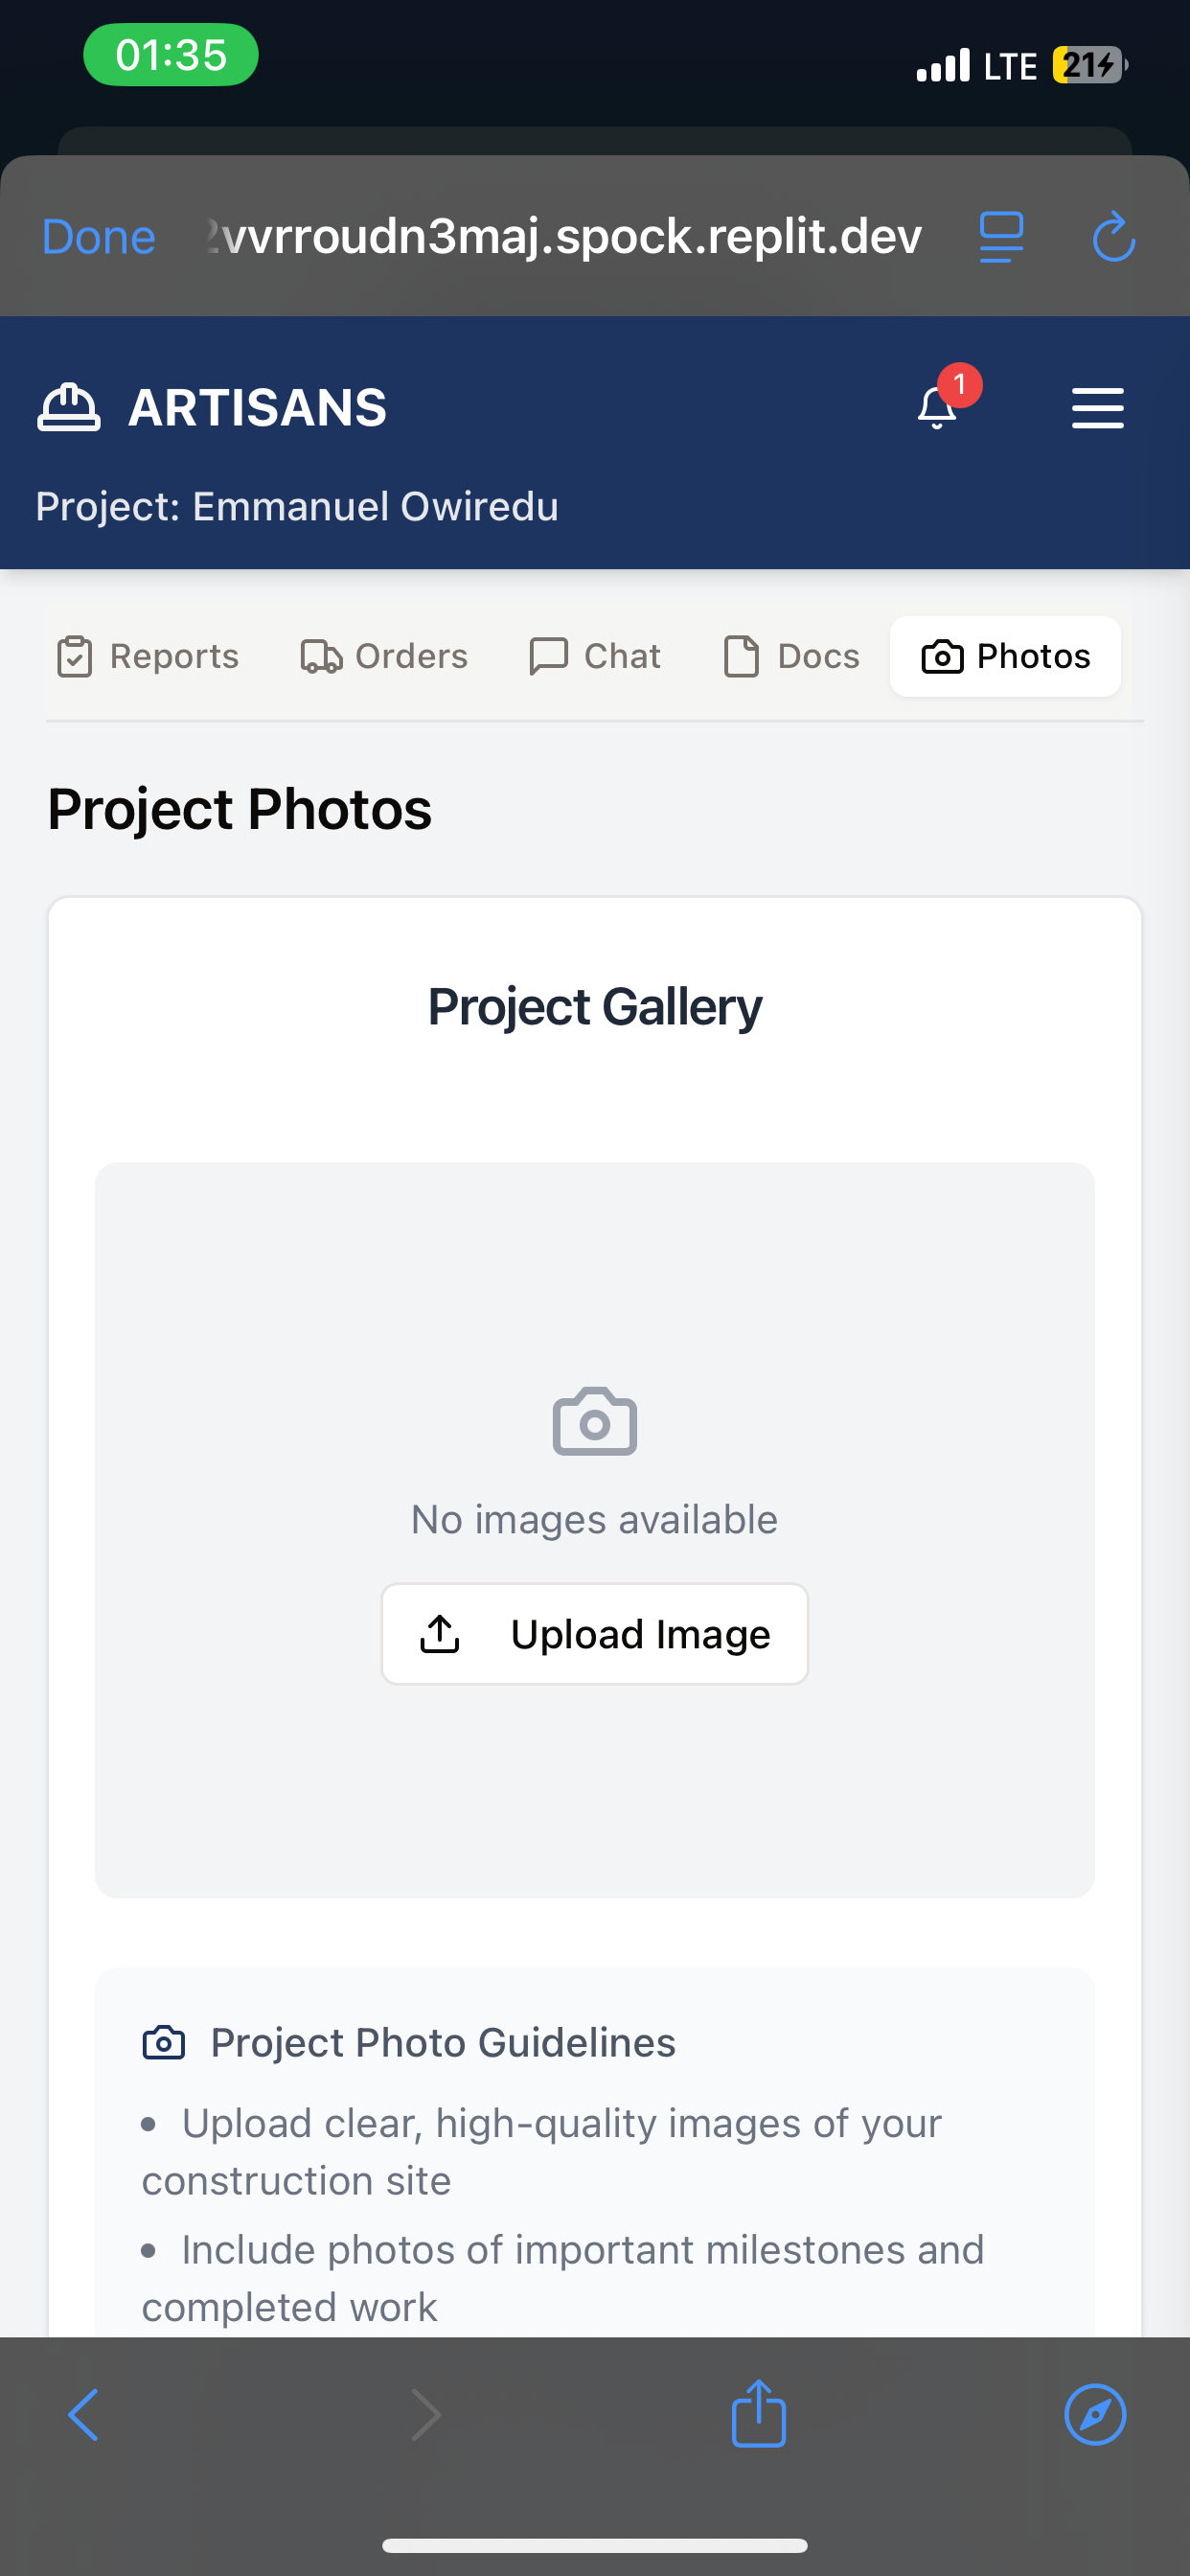 01:35
LTE
21
Done
vvrroudn3maj.spock.replit.dev
ARTISANS
1
Project: Emmanuel Owiredu
Reports
Orders
Chat
Docs
Photos
Project Photos
Project Gallery
No images available
Upload Image
Project Photo Guidelines
• Upload clear, high-quality images of your
construction site
• Include photos of important milestones and
completed work